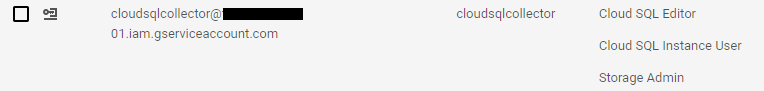 cloudsqlcollector@ cloudsqlcollector Cloud SQL Editor
01.iam.gserviceaccount.com
Cloud SQL Instance User
Storage Admin